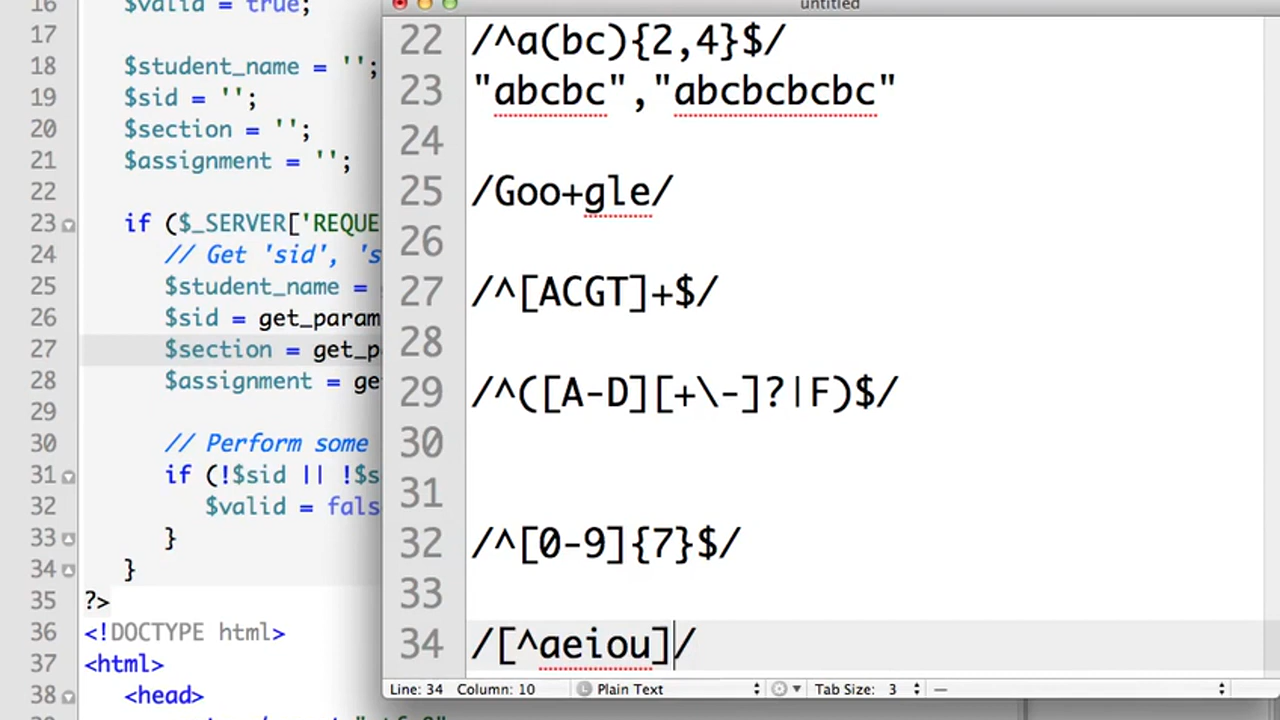 16 $valid = true;
17
18 $student_name = '';
19 $sid = '';
20 $section = '';
21 $assignment = '';
22
23 if ($_SERVER['REQUE
24 // Get 'sid', 's
25 $student_name =
26 $sid = get_param
27 $section = get_p
28 $assignment = ge
29
30 // Perform some
31 if (!$sid || !$s
32 $valid = fals
33 }
34 }
35 ?>
36 <!DOCTYPE html>
37 <html>
38 <head>
untitled
22 /^a(bc){2,4}$/
23 "abcbc","abcbcbcbc"
24
25 /Goo+gle/
26
27 /^[ACGT]+$/
28
29 /^([A-D][+\-]?|F)$/
30
31
32 /^[0-9]{7}$/
33
34 /[^aeiou]/
Line: 34 Column: 10 Plain Text Tab Size: 3 —